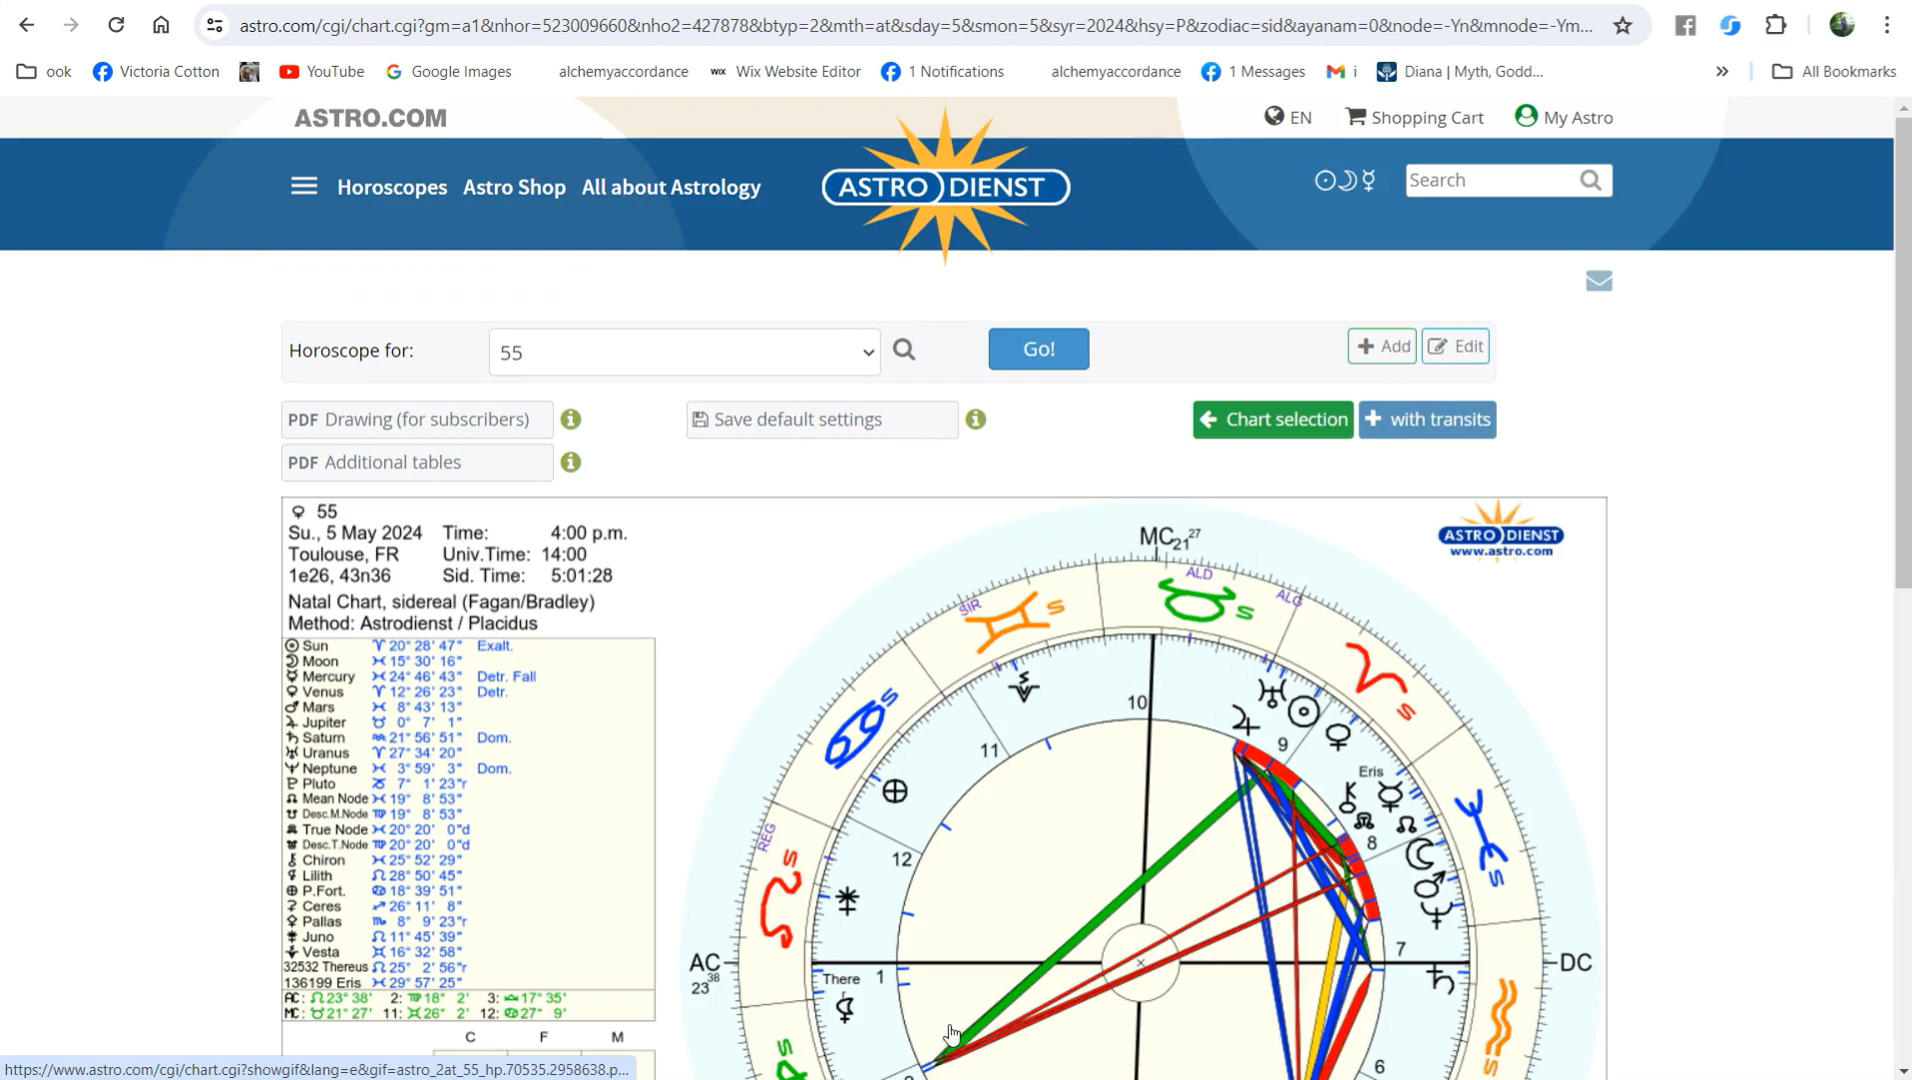 astro.com/cgi/chart.cgi?gm=a1&nhor=523009660&nho2=427878&btyp=2&mth=at&sday=5&smon=5&syr=2024&hsy=P&zodiac=sid&ayanam=0&node=-Yn&mnode=-Ym...
ook
Victoria Cotton
YouTube
Google Images
alchemyaccordance
WIX Wix Website Editor
1 Notifications
alchemyaccordance
1 Messages
i
Diana | Myth, Godd...
»
All Bookmarks
ASTRO.COM
EN
Shopping Cart
My Astro
Horoscopes
Astro Shop
All about Astrology
ASTRO DIENST
Search
Horoscope for:
55
Go!
+ Add
Edit
PDF Drawing (for subscribers)
Save default settings
Chart selection
+ with transits
PDF Additional tables
♀ 55
Su., 5 May 2024 Time: 4:00 p.m.
Toulouse, FR Univ.Time: 14:00
1e26, 43n36 Sid. Time: 5:01:28
Natal Chart, sidereal (Fagan/Bradley)
Method: Astrodienst / Placidus
☉ Sun ♈ 20° 28' 47" Exalt.
☽ Moon ♓ 15° 30' 16"
☿ Mercury ♓ 24° 46' 43" Detr. Fall
♀ Venus ♈ 12° 26' 23" Detr.
♂ Mars ♓ 8° 43' 13"
♃ Jupiter ♉ 0° 7' 1"
♄ Saturn ♒ 21° 56' 51" Dom.
♅ Uranus ♈ 27° 34' 20"
♆ Neptune ♓ 3° 59' 3" Dom.
♇ Pluto ♑ 7° 1' 23"r
☊ Mean Node ♓ 19° 8' 53"
☋ Desc.M.Node ♍ 19° 8' 53"
True Node ♓ 20° 20' 0"d
Desc.T.Node ♍ 20° 20' 0"d
Chiron ♓ 25° 52' 29"
Lilith ♌ 28° 50' 45"
⊕ P.Fort. ♋ 18° 39' 51"
Ceres ♐ 26° 11' 8"
Pallas ♏ 8° 9' 23"r
Juno ♌ 11° 45' 39"
Vesta ♊ 16° 32' 58"
32532 Thereus ♌ 25° 2' 56"r
136199 Eris ♓ 29° 57' 25"
AC: ♌ 23° 38' 2: ♍ 18° 2' 3: ♎ 17° 35'
MC: ♉ 21° 27' 11: ♊ 26° 2' 12: ♋ 27° 9'
C F M
ASTRO DIENST
www.astro.com
MC 21 27
ALD
ALG
SIR
REG
10
11
12
9
8
7
6
1
Eris
There
AC
23 38
DC
https://www.astro.com/cgi/chart.cgi?showgif&lang=e&gif=astro_2at_55_hp.70535.2958638.p...